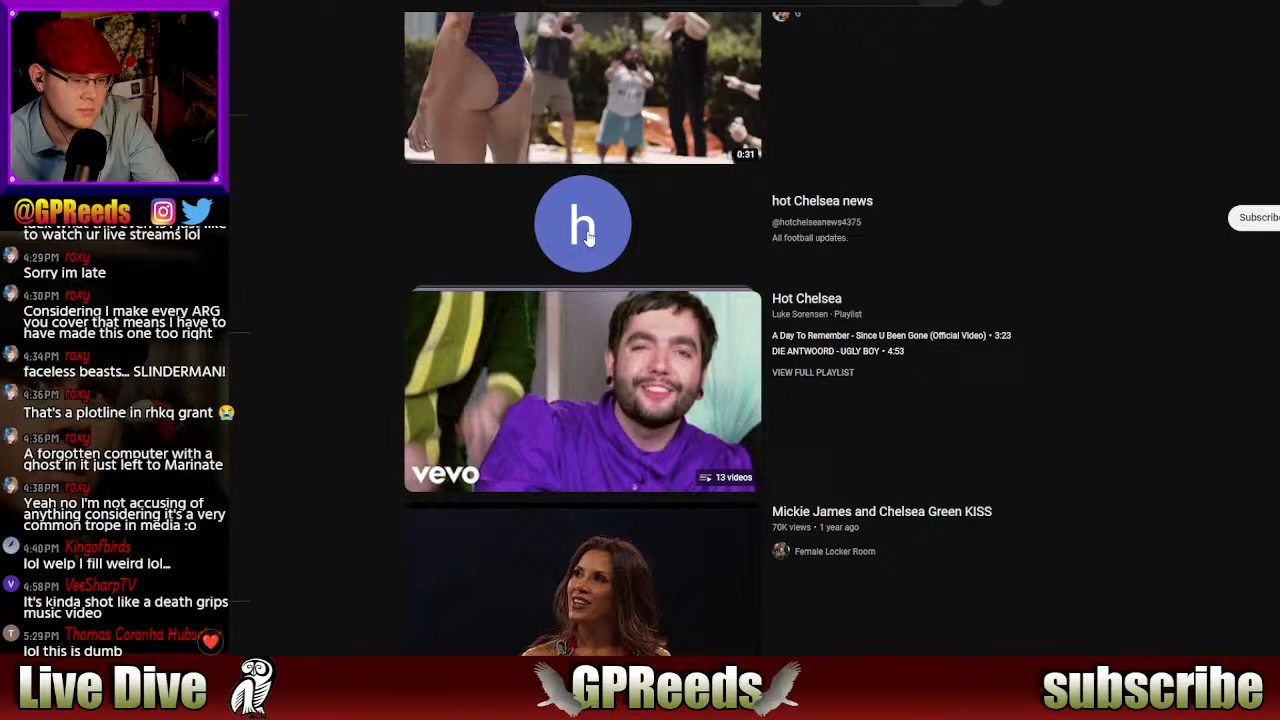 @GPReeds
to watch ur live streams lol
4:29PM roxy
Sorry im late
4:30PM roxy
Considering I make every ARG
you cover that means I have to
have made this one too right
4:34PM roxy
faceless beasts... SLINDERMAN!
4:36PM roxy
That's a plotline in rhkq grant 😭
4:36PM roxy
A forgotten computer with a
ghost in it just left to Marinate
4:38PM roxy
Yeah no I'm not accusing of
anything considering it's a very
common trope in media :o
4:40PM Kingofbirds
lol welp I fill weird lol...
V 4:58PM VeeSharpTV
It's kinda shot like a death grips
music video
T 5:29PM Thomas Coronha
lol this is dumb
G
0:31
h
hot Chelsea news
@hotchelseanews4375
All football updates.
Subscribe
Hot Chelsea
Luke Sorensen · Playlist
A Day To Remember - Since U Been Gone (Official Video) • 3:23
DIE ANTWOORD - UGLY BOY • 4:53
VIEW FULL PLAYLIST
vevo
13 videos
Mickie James and Chelsea Green KISS
70K views • 1 year ago
Female Locker Room
Live Dive
GPReeds
subscribe